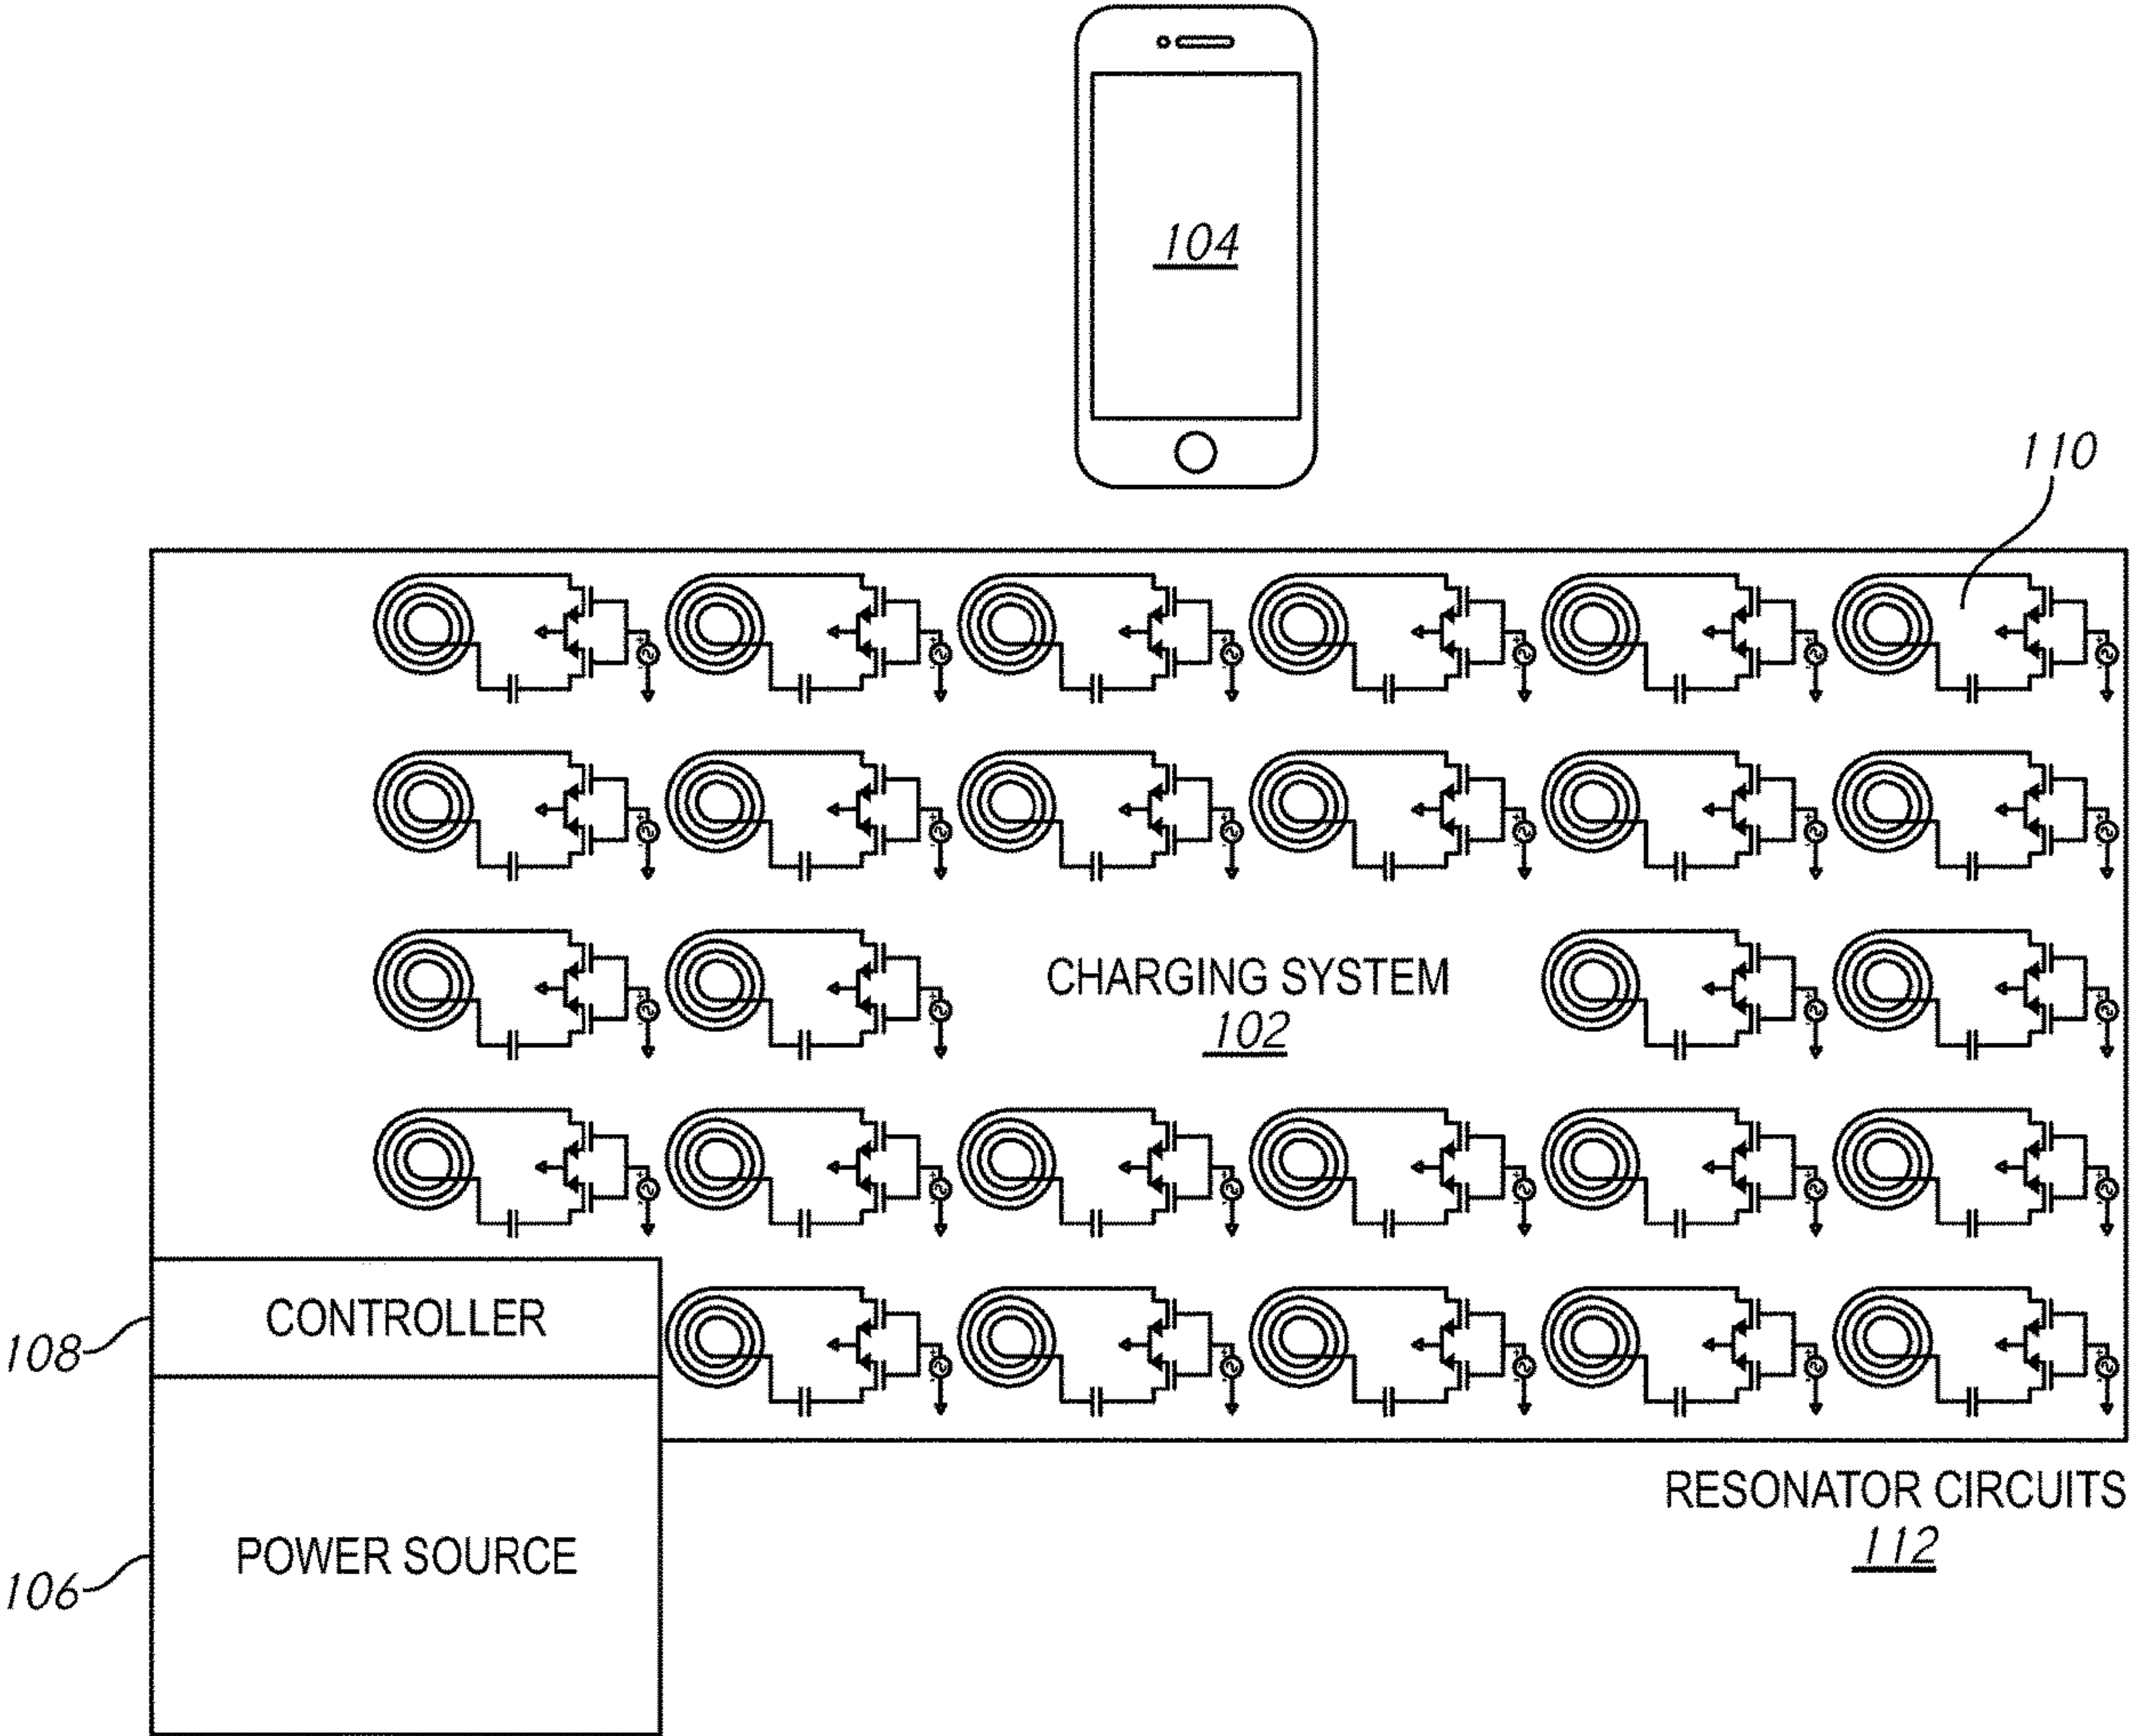 104
110
CHARGING SYSTEM
102
CONTROLLER
108
RESONATOR CIRCUITS
112
POWER SOURCE
106